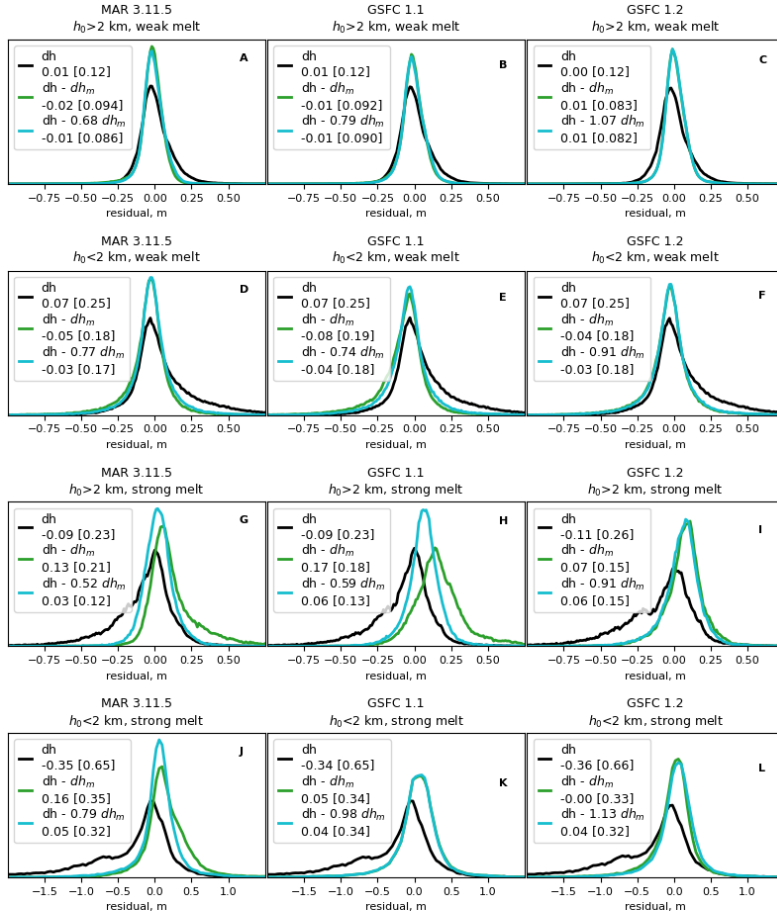 MAR 3.11.5
h₀>2 km, weak melt
A
dh
0.01 [0.12]
dh - dhₘ
-0.02 [0.094]
dh - 0.68 dhₘ
-0.01 [0.086]
−0.75 −0.25 0.00 0.25 0.50
residual, m
GSFC 1.1
h₀>2 km, weak melt
B
dh
0.01 [0.12]
dh - dhₘ
-0.01 [0.092]
dh - 0.79 dhₘ
-0.01 [0.090]
−0.75 −0.25 0.00 0.25 0.50
residual, m
GSFC 1.2
h₀>2 km, weak melt
C
dh
0.00 [0.12]
dh - dhₘ
0.01 [0.083]
dh - 1.07 dhₘ
0.01 [0.082]
−0.75 −0.25 0.00 0.25 0.50
residual, m
MAR 3.11.5
h₀<2 km, weak melt
D
dh
0.07 [0.25]
dh - dhₘ
-0.05 [0.18]
dh - 0.77 dhₘ
-0.03 [0.17]
−0.75 −0.25 0.00 0.25 0.50
residual, m
GSFC 1.1
h₀<2 km, weak melt
E
dh
0.07 [0.25]
dh - dhₘ
-0.08 [0.19]
dh - 0.74 dhₘ
-0.04 [0.18]
−0.75 −0.25 0.00 0.25 0.50
residual, m
GSFC 1.2
h₀<2 km, weak melt
F
dh
0.07 [0.25]
dh - dhₘ
-0.04 [0.18]
dh - 0.91 dhₘ
-0.03 [0.18]
−0.75 −0.25 0.00 0.25 0.50
residual, m
MAR 3.11.5
h₀>2 km, strong melt
G
dh
-0.09 [0.23]
dh - dhₘ
0.13 [0.21]
dh - 0.52 dhₘ
0.03 [0.12]
−0.75 −0.25 0.00 0.25 0.50
residual, m
GSFC 1.1
h₀>2 km, strong melt
H
dh
-0.09 [0.23]
dh - dhₘ
0.17 [0.18]
dh - 0.59 dhₘ
0.06 [0.13]
−0.75 −0.25 0.00 0.25 0.50
residual, m
GSFC 1.2
h₀>2 km, strong melt
I
dh
-0.11 [0.26]
dh - dhₘ
0.07 [0.15]
dh - 0.91 dhₘ
0.06 [0.15]
−0.75 −0.25 0.00 0.25 0.50
residual, m
MAR 3.11.5
h₀<2 km, strong melt
J
dh
-0.35 [0.65]
dh - dhₘ
0.16 [0.35]
dh - 0.79 dhₘ
0.05 [0.32]
−1.5 −1.0 −0.5 0.0 0.5 1.0
residual, m
GSFC 1.1
h₀<2 km, strong melt
K
dh
-0.34 [0.65]
dh - dhₘ
0.05 [0.34]
dh - 0.98 dhₘ
0.04 [0.34]
−1.5 −1.0 −0.5 0.0 0.5 1.0
residual, m
GSFC 1.2
h₀<2 km, strong melt
L
dh
-0.36 [0.66]
dh - dhₘ
-0.00 [0.33]
dh - 1.13 dhₘ
0.04 [0.32]
−1.5 −1.0 −0.5 0.0 0.5 1.0
residual, m